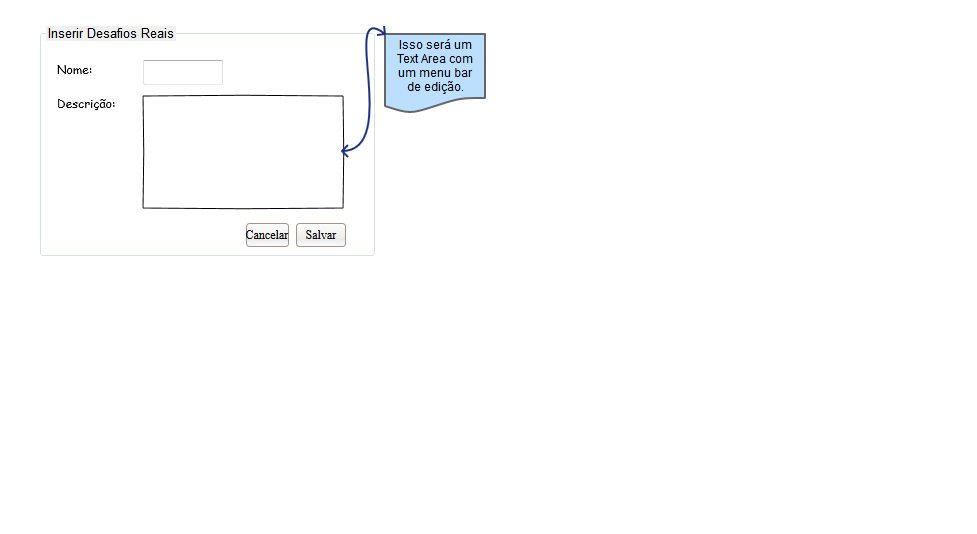 Inserir Desafios Reais
Nome:
Descrição:
Cancelar
Salvar
Isso será um
Text Area com
um menu bar
de edição.